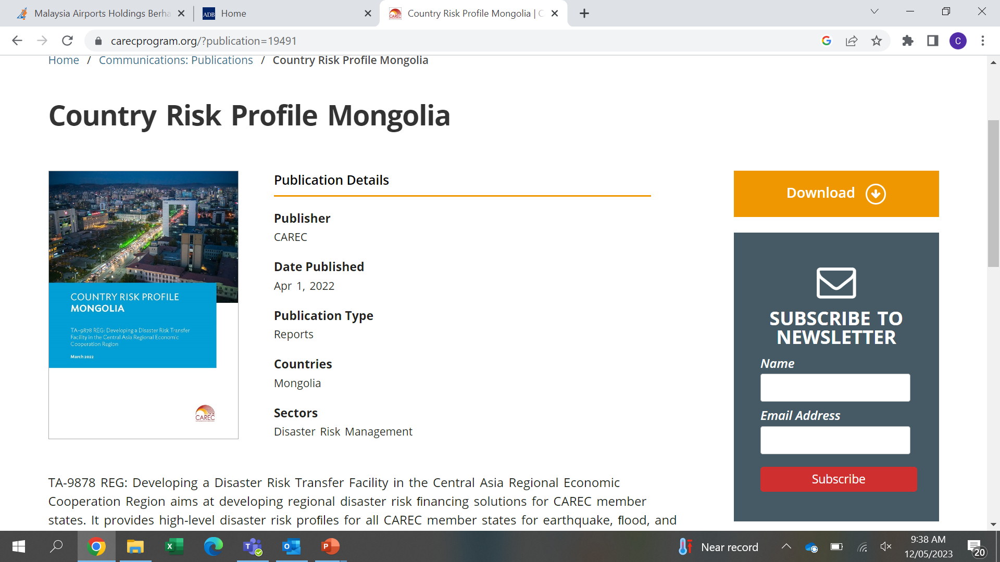 Malaysia Airports Holdings Berha
ADB
Home
CAREC
Country Risk Profile Mongolia | C
carecprogram.org/?publication=19491
G
C
Home / Communications: Publications / Country Risk Profile Mongolia
Country Risk Profile Mongolia
COUNTRY RISK PROFILE
MONGOLIA
TA-9878 REG: Developing a Disaster Risk Transfer
Facility in the Central Asia Regional Economic
Cooperation Region
March 2022
CAREC
Publication Details
Publisher
CAREC
Date Published
Apr 1, 2022
Publication Type
Reports
Countries
Mongolia
Sectors
Disaster Risk Management
Download
SUBSCRIBE TO
NEWSLETTER
Name
Email Address
Subscribe
TA-9878 REG: Developing a Disaster Risk Transfer Facility in the Central Asia Regional Economic
Cooperation Region aims at developing regional disaster risk financing solutions for CAREC member
states. It provides high-level disaster risk profiles for all CAREC member states for earthquake, flood, and
X
T
O
P
Near record
9:38 AM
12/05/2023
20